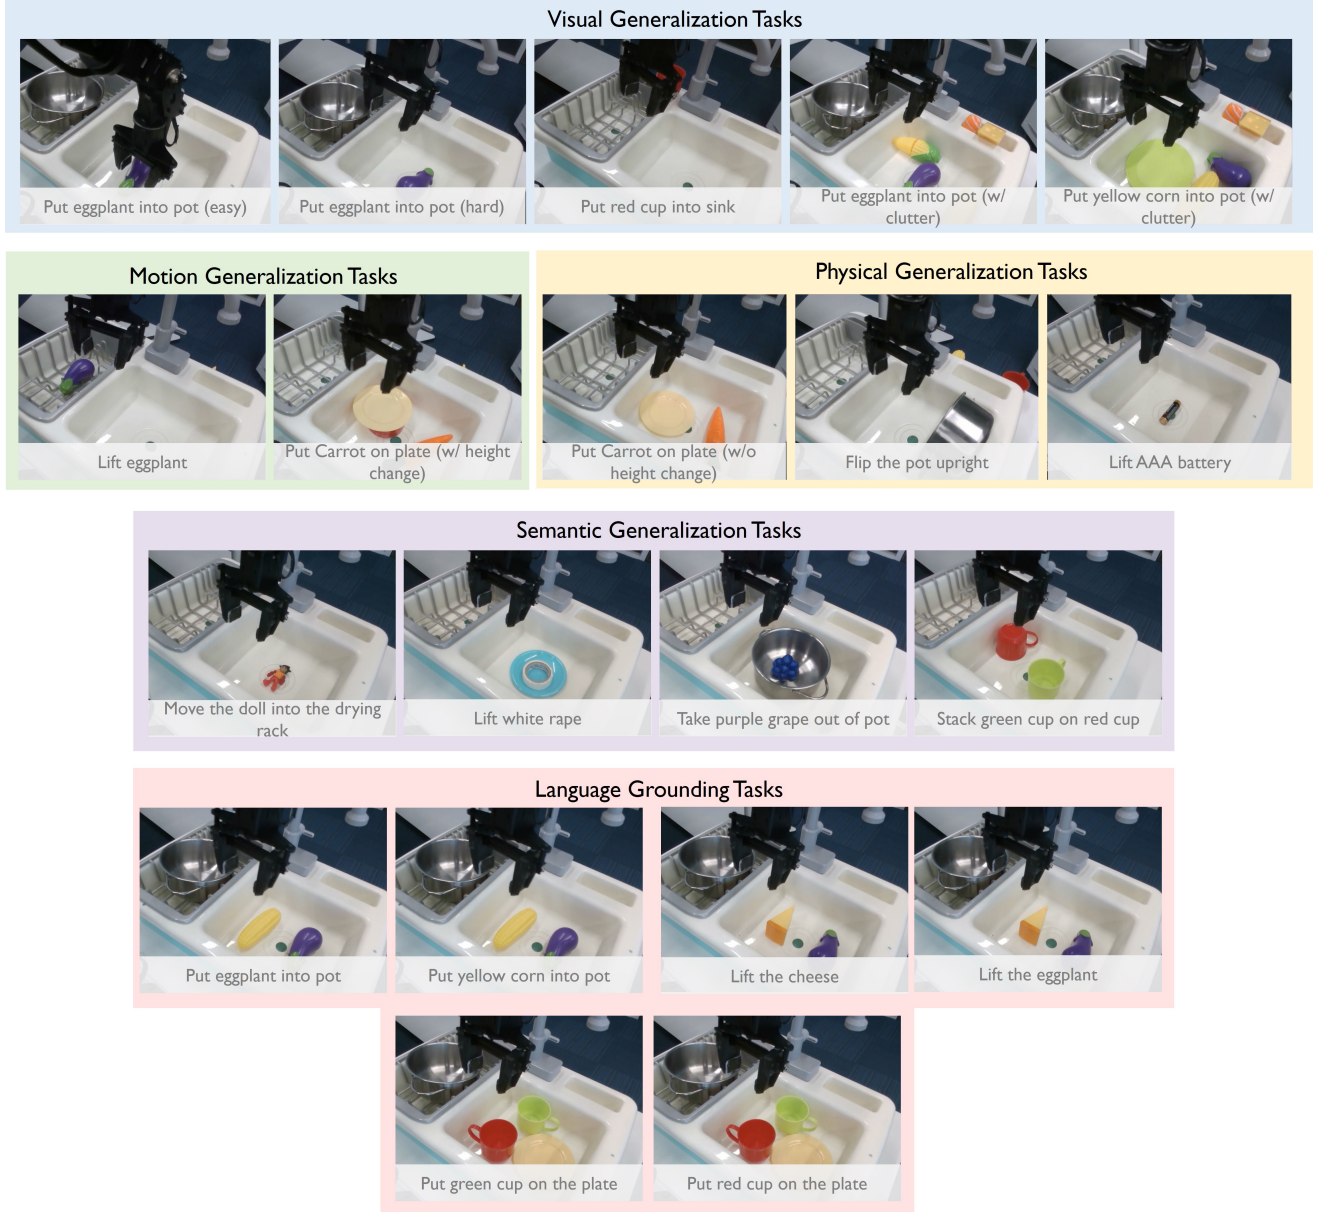 Visual Generalization Tasks
Put eggplant into pot (easy)
Put eggplant into pot (hard)
Put red cup into sink
Put eggplant into pot (w/
clutter)
Put yellow corn into pot (w/
clutter)
Motion Generalization Tasks
Lift eggplant
Put Carrot on plate (w/ height
change)
Physical Generalization Tasks
Put Carrot on plate (w/o
height change)
Flip the pot upright
Lift AAA battery
Semantic Generalization Tasks
Move the doll into the drying
rack
Lift white rape
Take purple grape out of pot
Stack green cup on red cup
Language Grounding Tasks
Put eggplant into pot
Put yellow corn into pot
Lift the cheese
Lift the eggplant
Put green cup on the plate
Put red cup on the plate